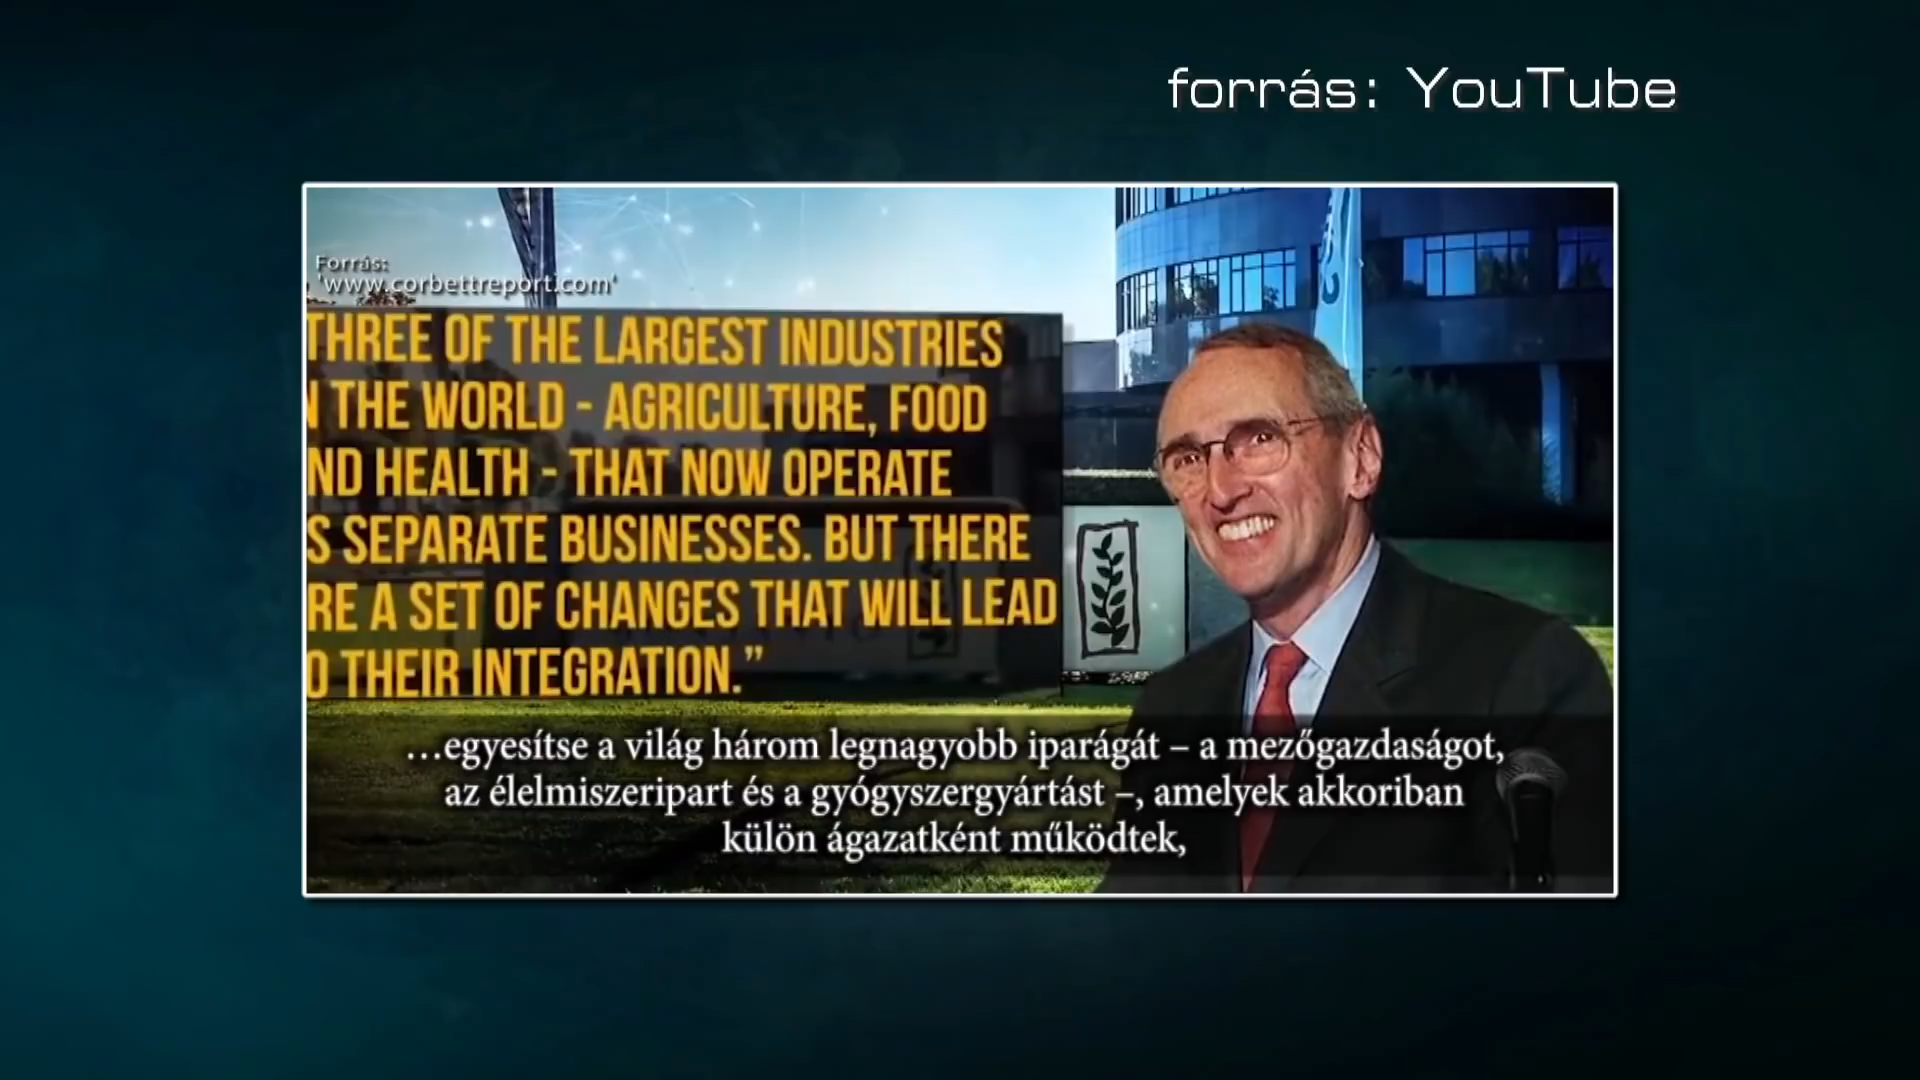 forrás: YouTube
Forrás:
'www.corbettreport.com'
THREE OF THE LARGEST INDUSTRIES
N THE WORLD - AGRICULTURE, FOOD
ND HEALTH - THAT NOW OPERATE
S SEPARATE BUSINESSES. BUT THERE
RE A SET OF CHANGES THAT WILL LEAD
O THEIR INTEGRATION.”
…egyesítse a világ három legnagyobb iparágát – a mezőgazdaságot,
az élelmiszeripart és a gyógyszergyártást –, amelyek akkoriban
külön ágazatként működtek,